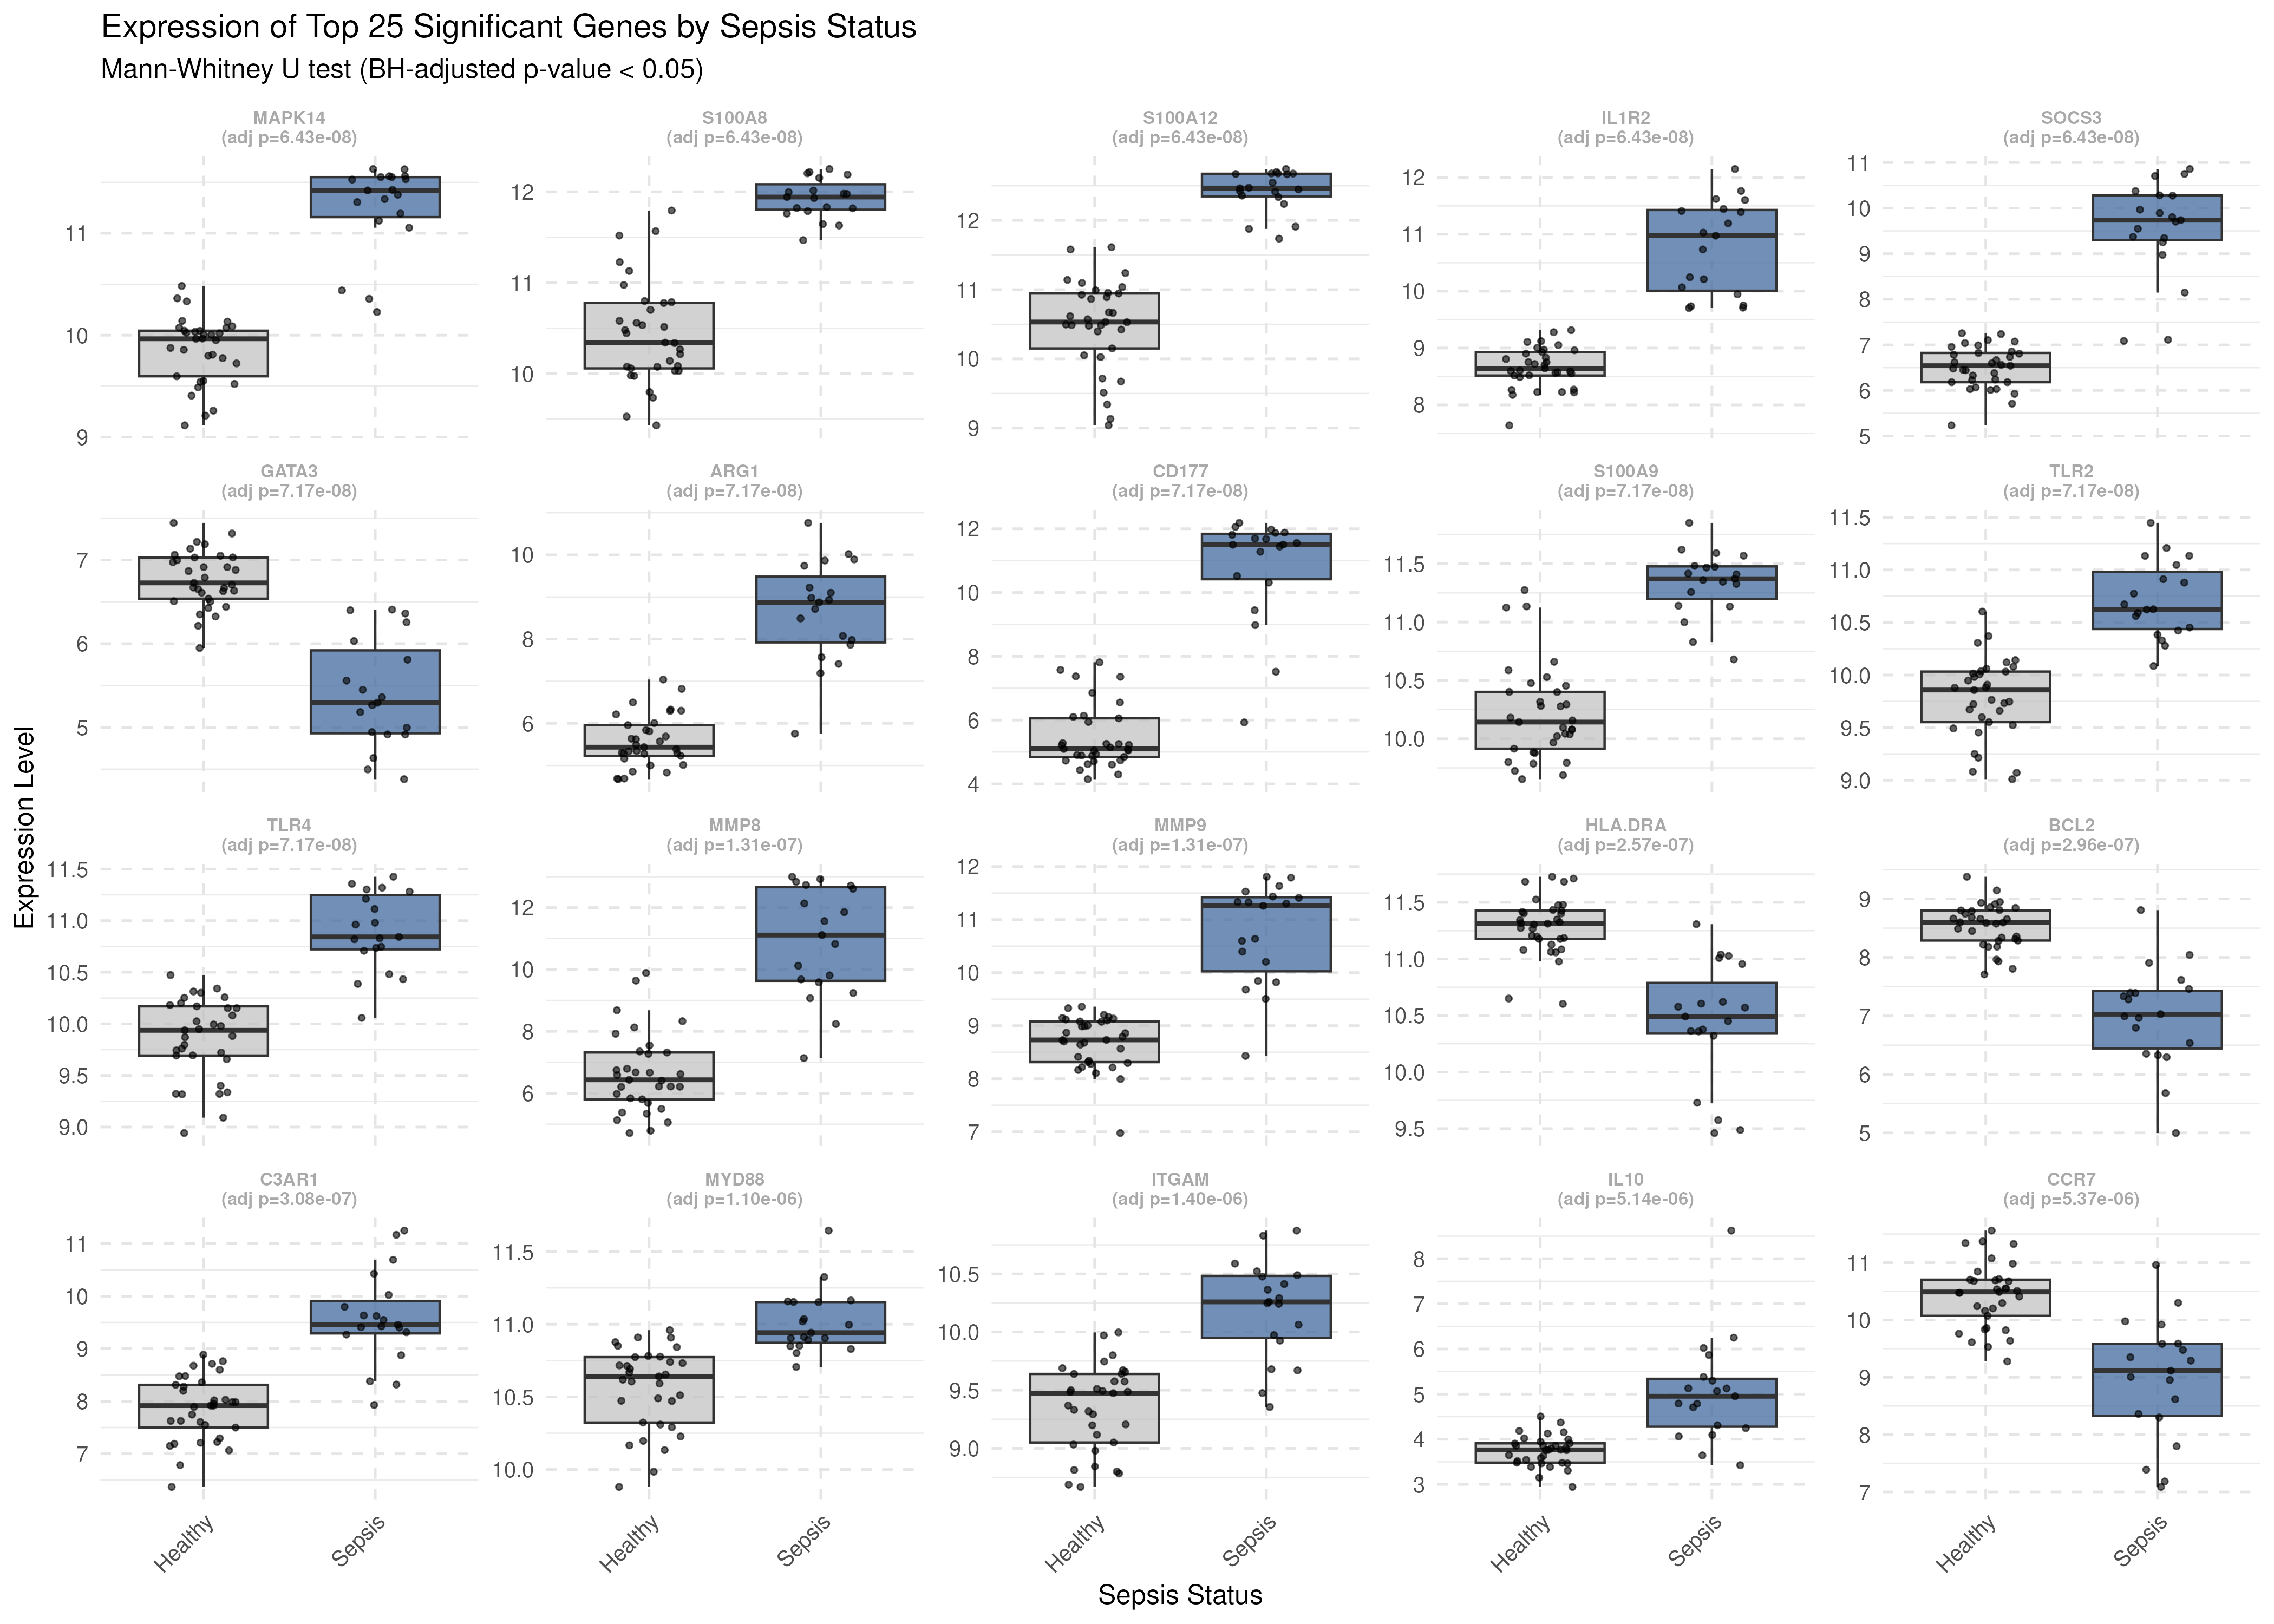 Expression of Top 25 Significant Genes by Sepsis Status
Mann-Whitney U test (BH-adjusted p-value < 0.05)
MAPK14
(adj p=6.43e-08)
11
10
9
S100A8
(adj p=6.43e-08)
12
11
10
S100A12
(adj p=6.43e-08)
12
11
10
9
IL1R2
(adj p=6.43e-08)
12
11
10
9
8
SOCS3
(adj p=6.43e-08)
11
10
9
8
7
6
5
GATA3
(adj p=7.17e-08)
7
6
5
ARG1
(adj p=7.17e-08)
10
8
6
CD177
(adj p=7.17e-08)
12
10
8
6
4
S100A9
(adj p=7.17e-08)
11.5
11.0
10.5
10.0
TLR2
(adj p=7.17e-08)
11.5
11.0
10.5
10.0
9.5
9.0
TLR4
(adj p=7.17e-08)
11.5
11.0
10.5
10.0
9.5
9.0
MMP8
(adj p=1.31e-07)
12
10
8
6
MMP9
(adj p=1.31e-07)
12
11
10
9
8
7
HLA.DRA
(adj p=2.57e-07)
11.5
11.0
10.5
10.0
9.5
BCL2
(adj p=2.96e-07)
9
8
7
6
5
C3AR1
(adj p=3.08e-07)
11
10
9
8
7
MYD88
(adj p=1.10e-06)
11.5
11.0
10.5
10.0
ITGAM
(adj p=1.40e-06)
10.5
10.0
9.5
9.0
IL10
(adj p=5.14e-06)
8
7
6
5
4
3
CCR7
(adj p=5.37e-06)
11
10
9
8
7
Healthy
Sepsis
Healthy
Sepsis
Healthy
Sepsis
Healthy
Sepsis
Healthy
Sepsis
Sepsis Status
Expression Level